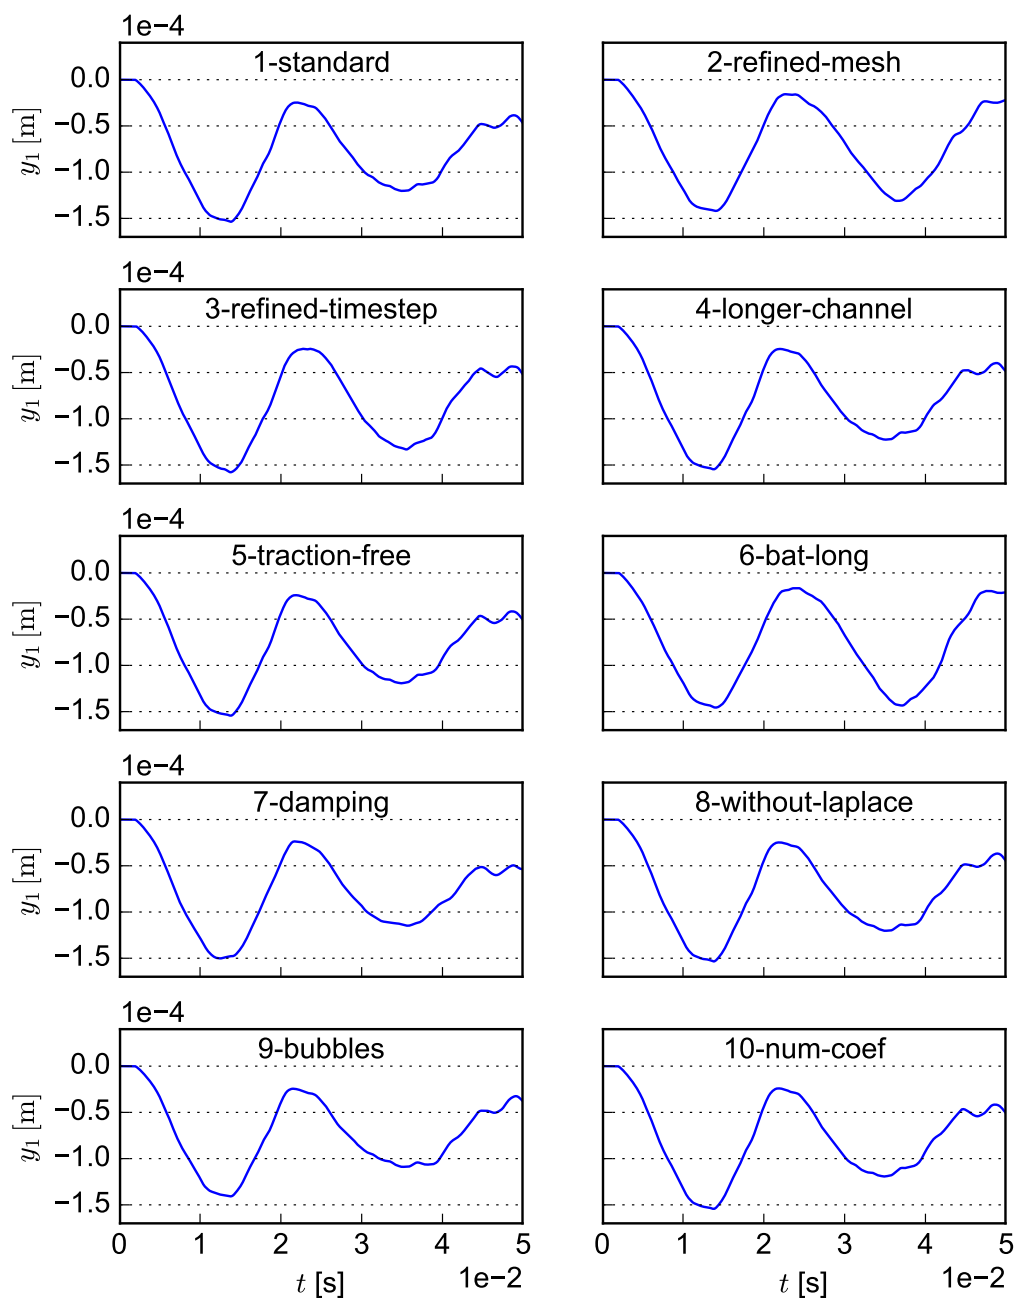 1e−4
1-standard
2-refined-mesh
0.0
−0.5
−1.0
−1.5
y₁ [m]
1e−4
3-refined-timestep
4-longer-channel
0.0
−0.5
−1.0
−1.5
y₁ [m]
1e−4
5-traction-free
6-bat-long
0.0
−0.5
−1.0
−1.5
y₁ [m]
1e−4
7-damping
8-without-laplace
0.0
−0.5
−1.0
−1.5
y₁ [m]
1e−4
9-bubbles
10-num-coef
0.0
−0.5
−1.0
−1.5
y₁ [m]
0 1 2 3 4 5
0 1 2 3 4 5
t [s]
1e−2
t [s]
1e−2